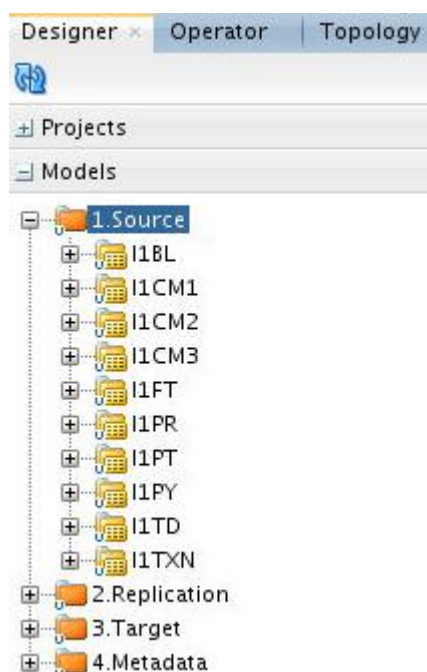 Designer Operator Topology
Projects
Models
1.Source
I1BL
I1CM1
I1CM2
I1CM3
I1FT
I1PR
I1PT
I1PY
I1TD
I1TXN
2.Replication
3.Target
4.Metadata